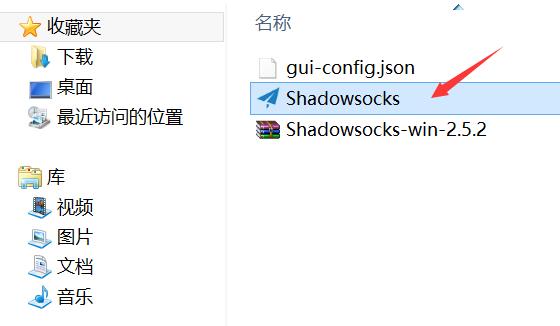 收藏夹
下载
桌面
最近访问的位置
库
视频
图片
文档
音乐
名称
gui-config.json
Shadowsocks
Shadowsocks-win-2.5.2